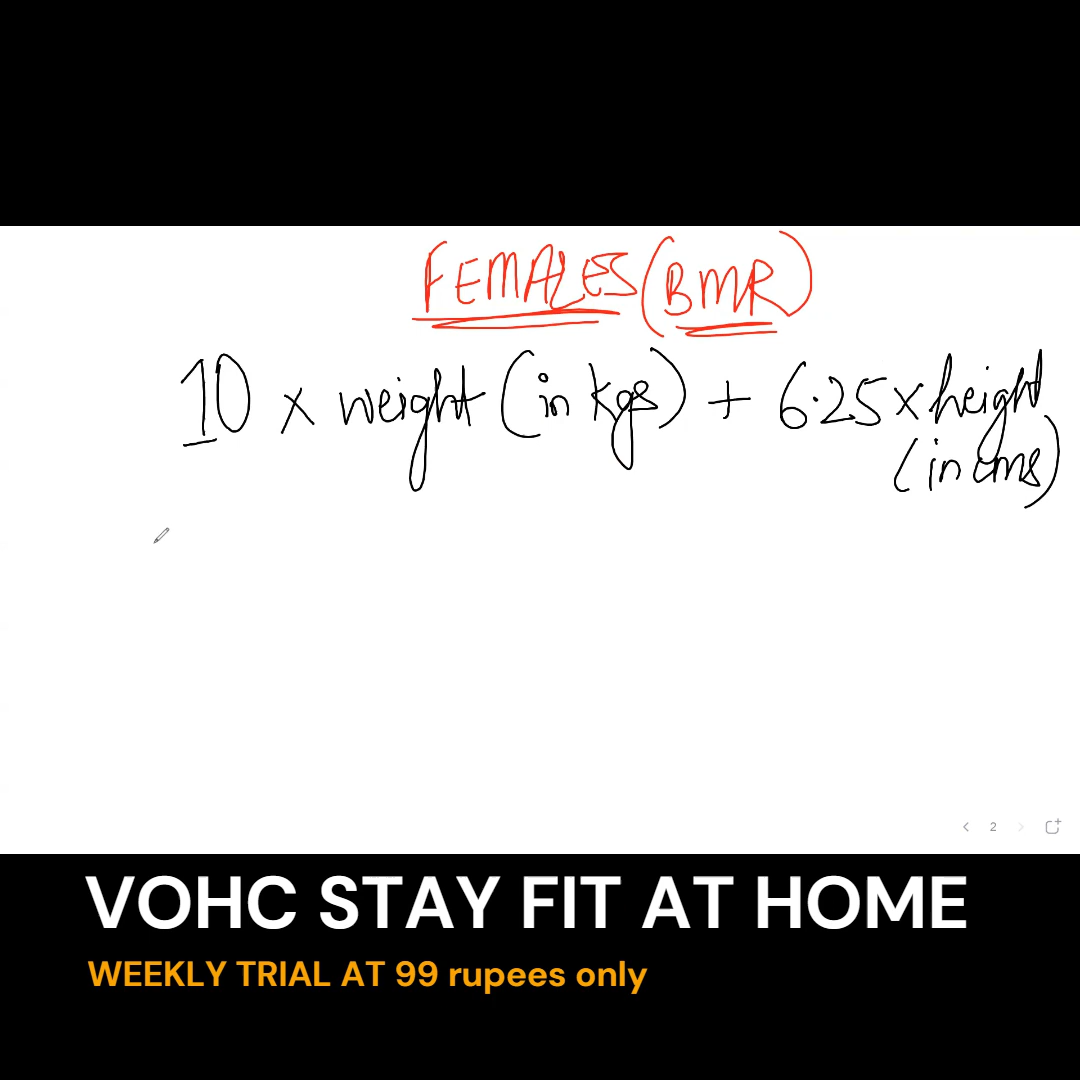 FEMALES (BMR)
10 x weight (in kgs) + 6.25 x height
(in cms)
2
VOHC STAY FIT AT HOME
WEEKLY TRIAL AT 99 rupees only